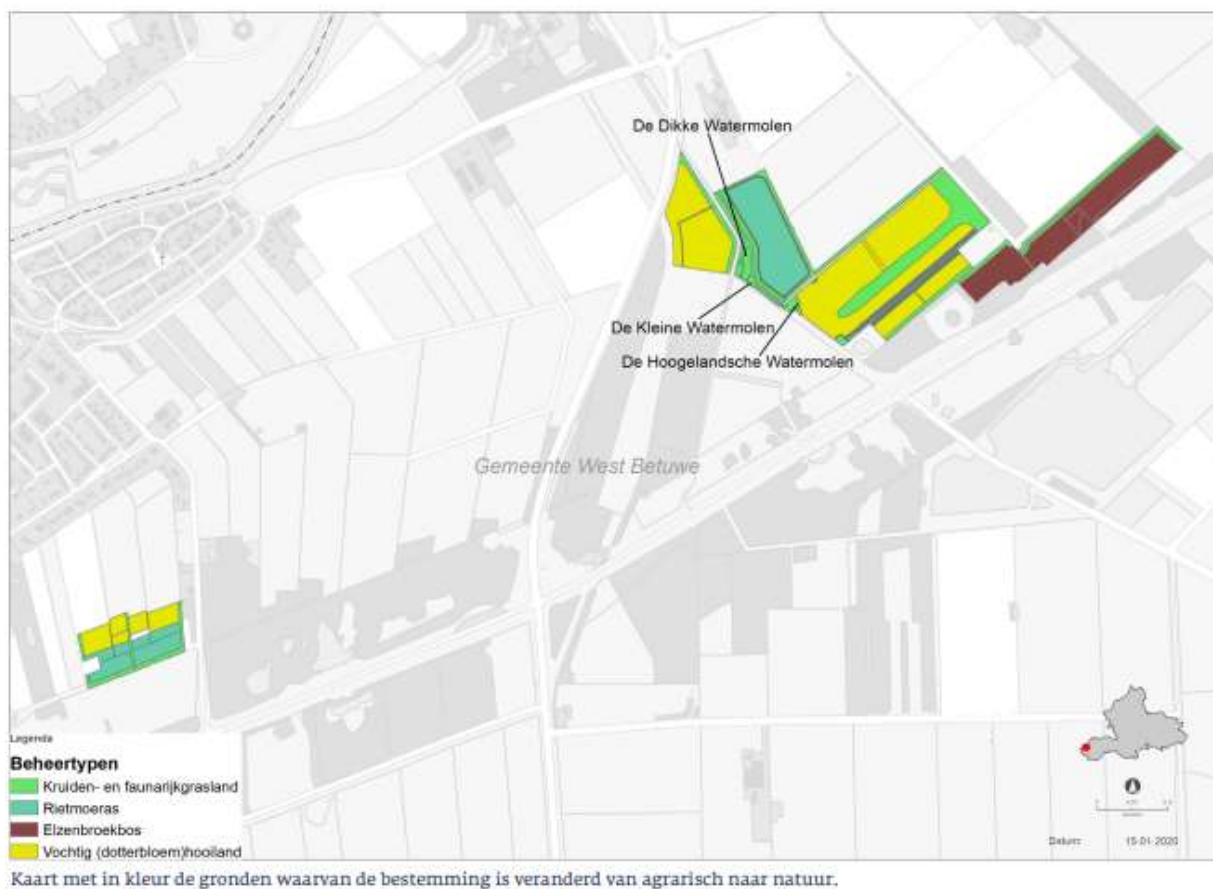 De Dikke Watermolen
De Kleine Watermolen
De Hoogelandsche Watermolen
Gemeente West Betuwe
Legenda
Beheertypen
Kruiden- en faunarijkgrasland
Rietmoeras
Elzenbroekbos
Vochtig (dotterbloem)hooiland
Datum: 15-01-2020
Kaart met in kleur de gronden waarvan de bestemming is veranderd van agrarisch naar natuur.